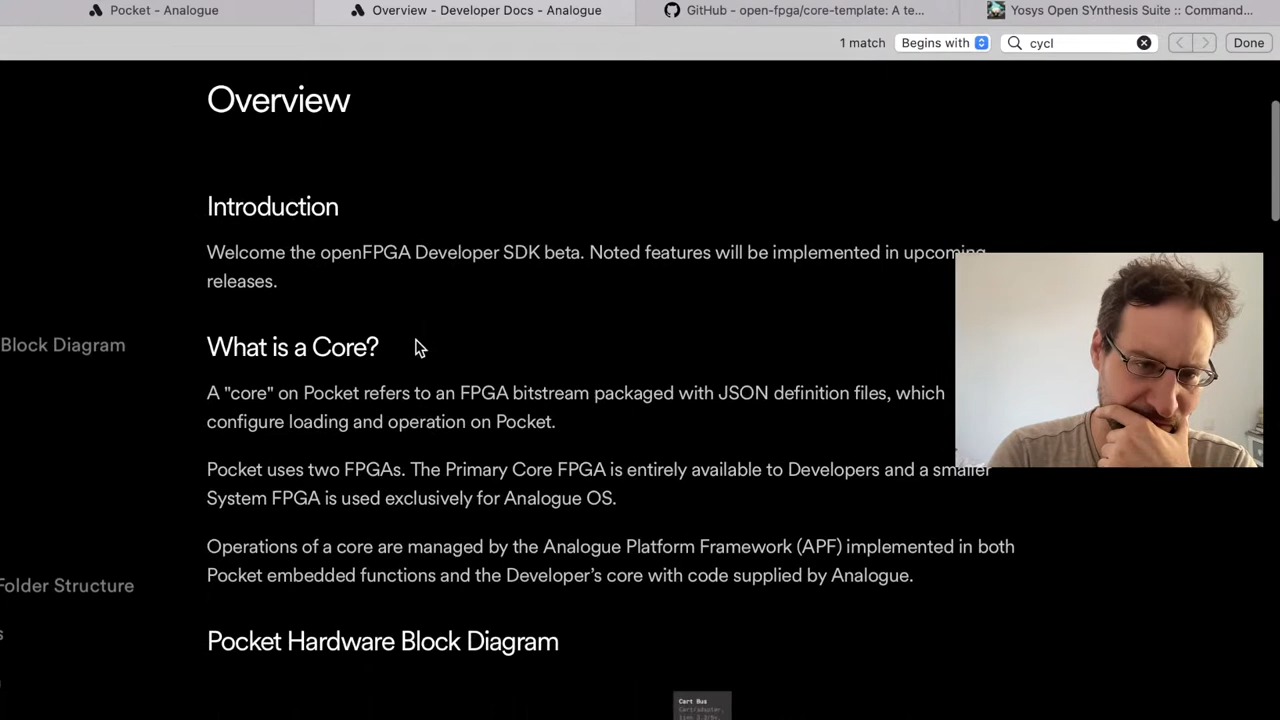 Pocket - Analogue
Overview - Developer Docs - Analogue
GitHub - open-fpga/core-template: A te...
Yosys Open SYnthesis Suite :: Command...
1 match
Begins with
cycl
Done
Overview
Introduction
Welcome the openFPGA Developer SDK beta. Noted features will be implemented in upcoming
releases.
Block Diagram
What is a Core?
A "core" on Pocket refers to an FPGA bitstream packaged with JSON definition files, which
configure loading and operation on Pocket.
Pocket uses two FPGAs. The Primary Core FPGA is entirely available to Developers and a smaller
System FPGA is used exclusively for Analogue OS.
Operations of a core are managed by the Analogue Platform Framework (APF) implemented in both
Pocket embedded functions and the Developer’s core with code supplied by Analogue.
Folder Structure
s
Pocket Hardware Block Diagram
Cart Bus